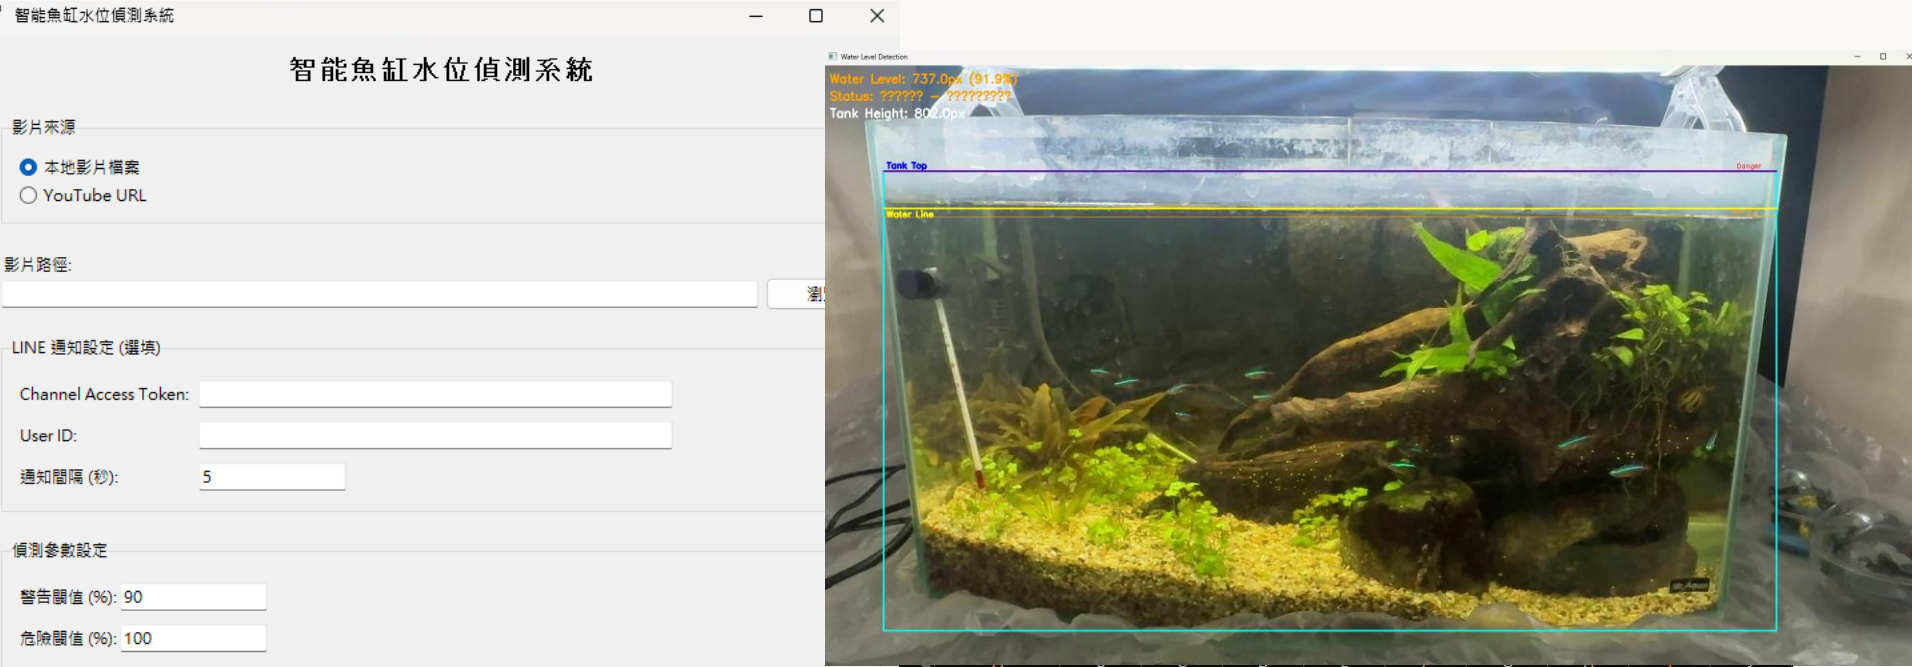 智能魚缸水位偵測系統
智能魚缸水位偵測系統
影片來源
本地影片檔案
YouTube URL
影片路徑:
瀏
LINE 通知設定 (選填)
Channel Access Token:
User ID:
通知間隔 (秒): 5
偵測參數設定
警告閾值 (%): 90
危險閾值 (%): 100
Water Level Detection
Water Level: 737.0px (91.9%)
Status: ?????? - ?????????
Tank Height: 802.0px
Tank Top
Danger
Water Line